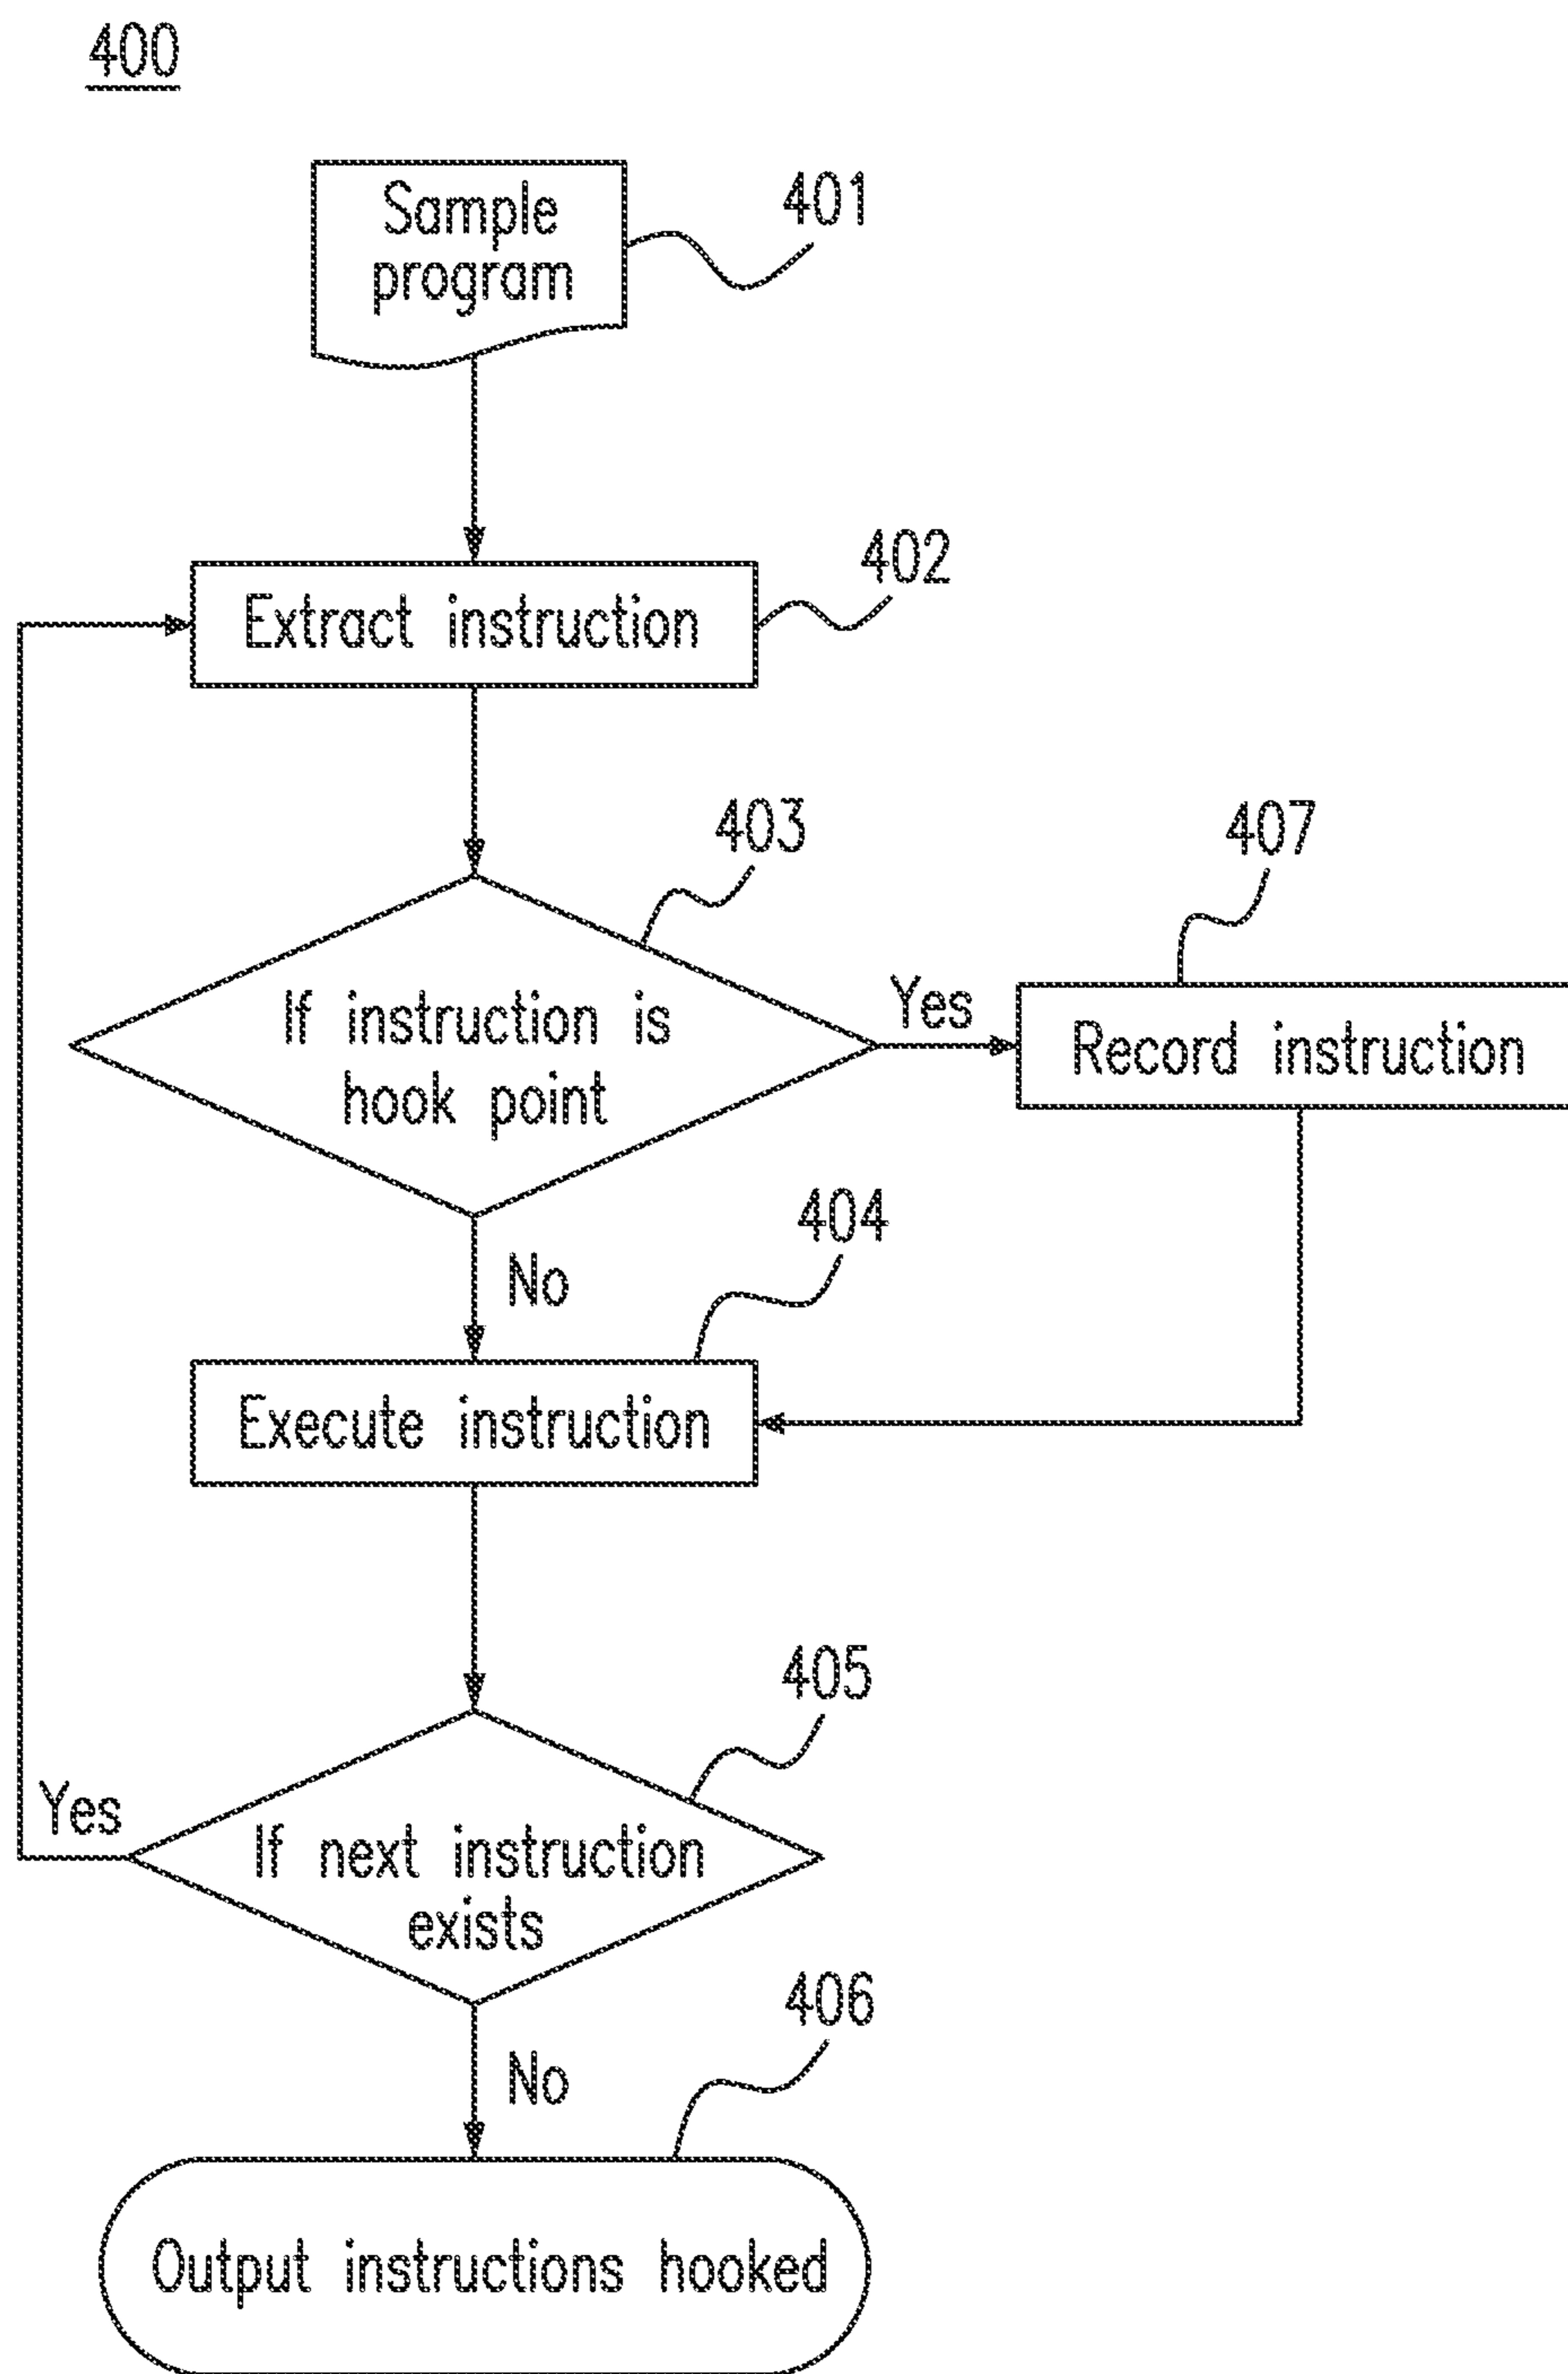 400
Sample
program
401
Extract instruction
402
403
If instruction is
hook point
Yes
407
Record instruction
No
404
Execute instruction
405
If next instruction
exists
Yes
No
406
Output instructions hooked